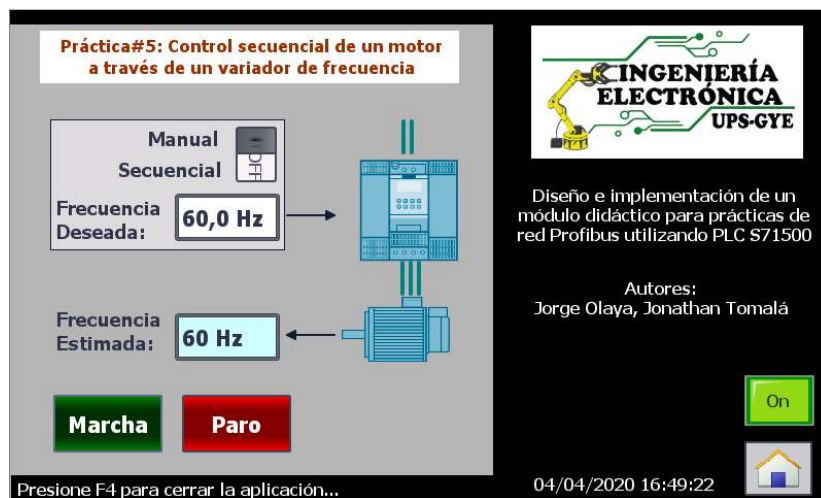 Práctica#5: Control secuencial de un motor
a través de un variador de frecuencia
Manual
Secuencial
OFF
Frecuencia
Deseada:
60,0 Hz
Frecuencia
Estimada:
60 Hz
Marcha
Paro
Presione F4 para cerrar la aplicación...
INGENIERÍA
ELECTRÓNICA
UPS-GYE
Diseño e implementación de un
módulo didáctico para prácticas de
red Profibus utilizando PLC S71500
Autores:
Jorge Olaya, Jonathan Tomalá
On
04/04/2020 16:49:22